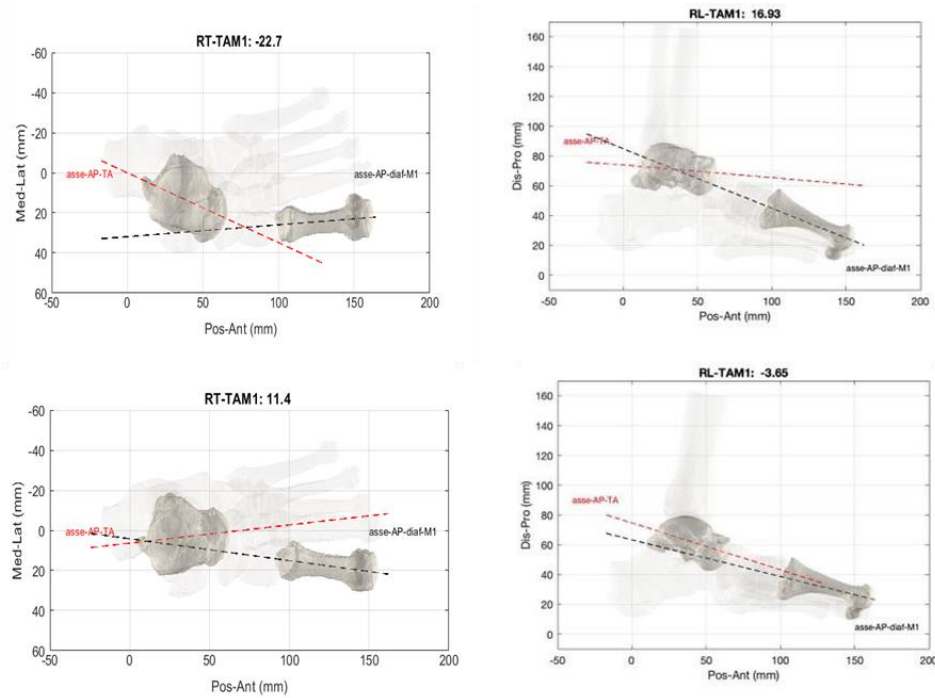 RT-TAM1: -22.7
-60
-40
-20
0
20
40
60
Med-Lat (mm)
asse-AP-TA
asse-AP-diaf-M1
-50
0
50
100
150
200
Pos-Ant (mm)
RL-TAM1: 16.93
160
140
120
100
80
60
40
20
0
Dis-Pro (mm)
asse-AP-TA
asse-AP-diaf-M1
-50
0
50
100
150
200
Pos-Ant (mm)
RT-TAM1: 11.4
-60
-40
-20
0
20
40
60
Med-Lat (mm)
asse-AP-TA
asse-AP-diaf-M1
-50
0
50
100
150
200
Pos-Ant (mm)
RL-TAM1: -3.65
160
140
120
100
80
60
40
20
0
Dis-Pro (mm)
asse-AP-TA
asse-AP-diaf-M1
-50
0
50
100
150
200
Pos-Ant (mm)